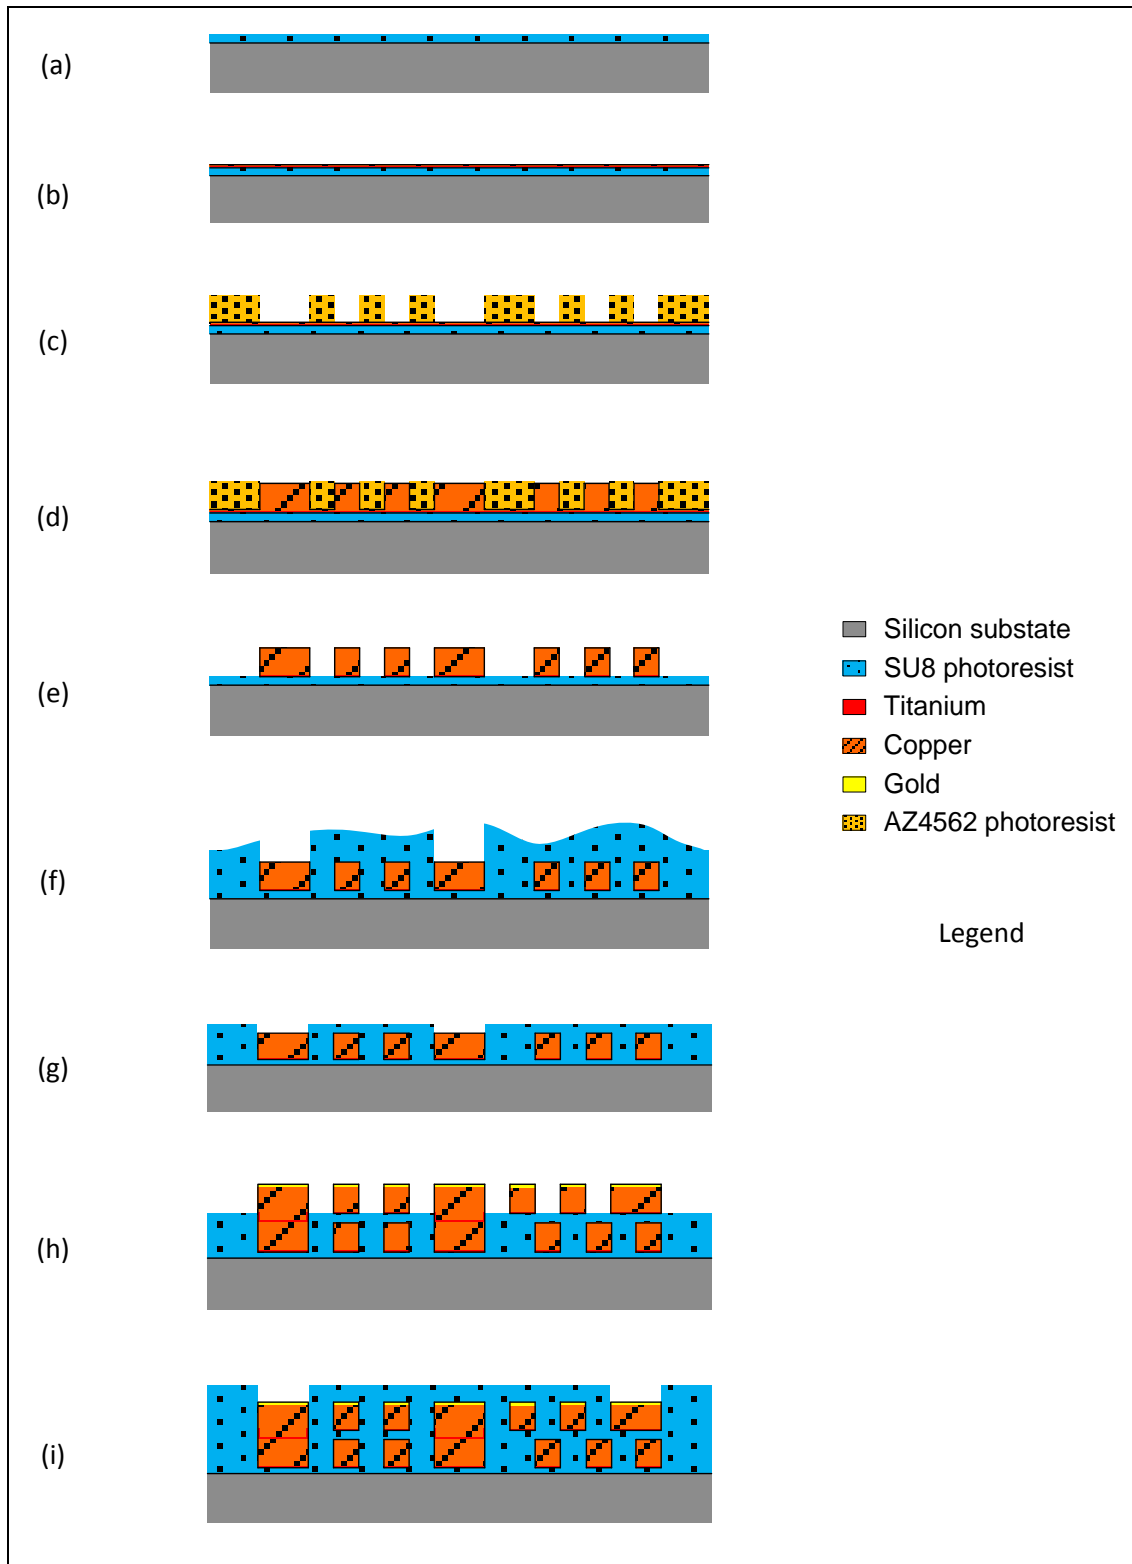 (a)
(b)
(c)
(d)
(e)
(f)
(g)
(h)
(i)
Silicon substate
SU8 photoresist
Titanium
Copper
Gold
AZ4562 photoresist
Legend